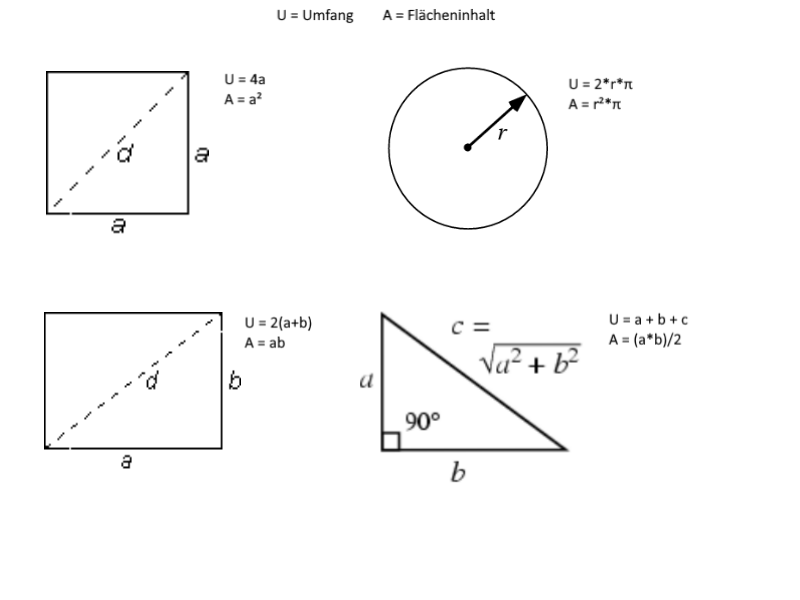 U = Umfang A = Flächeninhalt
U = 4a
A = a²
d
a
a
U = 2*r*π
A = r²*π
r
U = 2(a+b)
A = ab
d
b
a
c =
√a² + b²
a
90°
b
U = a + b + c
A = (a*b)/2